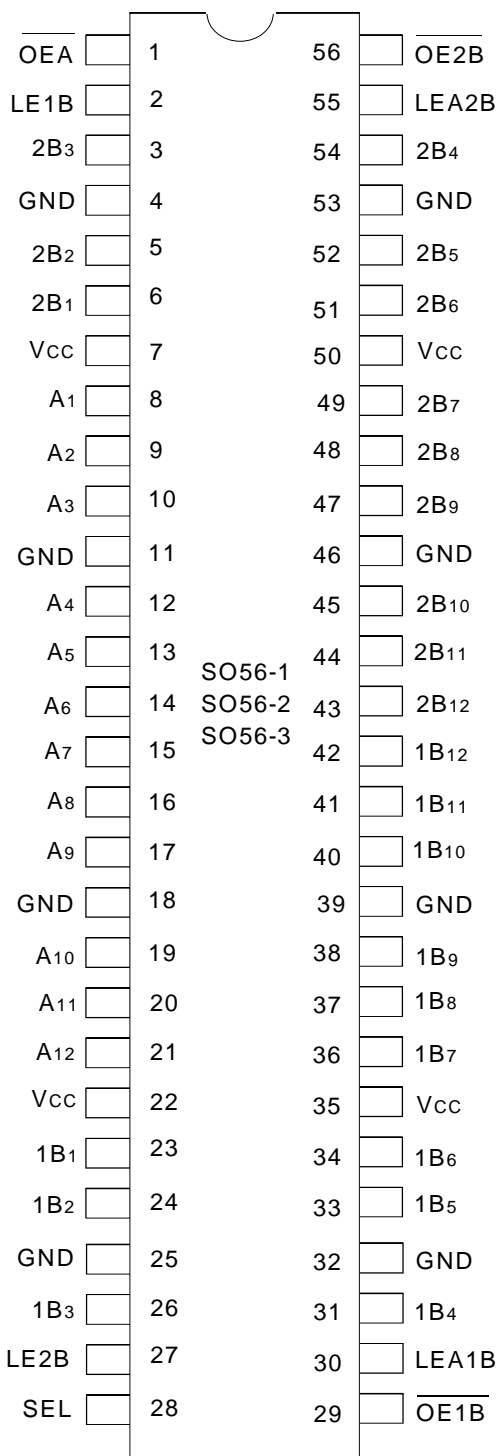 OEA 1 56 OE2B
LE1B 2 55 LEA2B
2B3 3 54 2B4
GND 4 53 GND
2B2 5 52 2B5
2B1 6 51 2B6
VCC 7 50 VCC
A1 8 49 2B7
A2 9 48 2B8
A3 10 47 2B9
GND 11 46 GND
A4 12 45 2B10
A5 13 44 2B11
SO56-1
A6 14 SO56-2 43 2B12
SO56-3
A7 15 42 1B12
A8 16 41 1B11
A9 17 40 1B10
GND 18 39 GND
A10 19 38 1B9
A11 20 37 1B8
A12 21 36 1B7
VCC 22 35 VCC
1B1 23 34 1B6
1B2 24 33 1B5
GND 25 32 GND
1B3 26 31 1B4
LE2B 27 30 LEA1B
SEL 28 29 OE1B